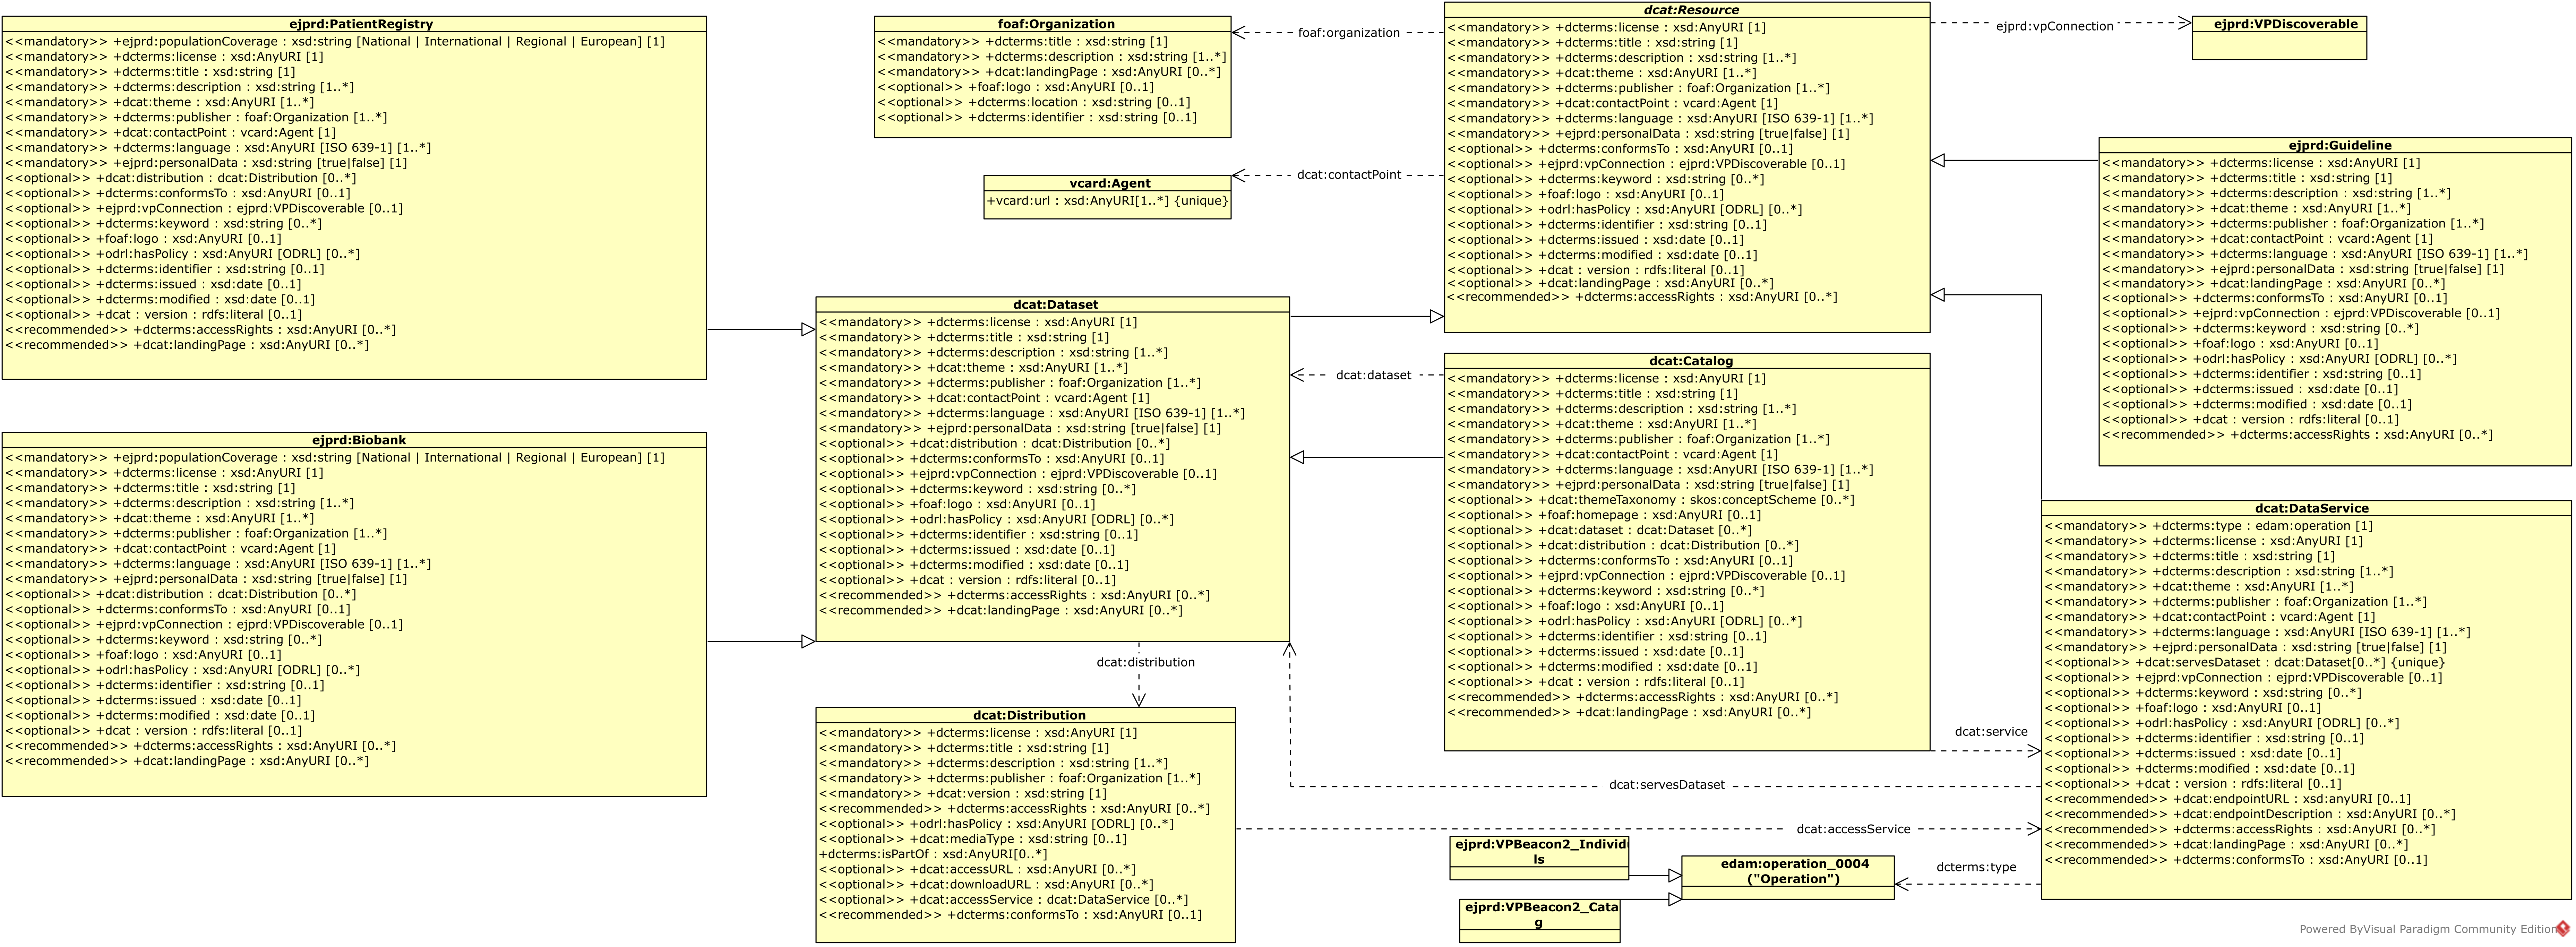 ejprd:PatientRegistry
<<mandatory>> +ejprd:populationCoverage : xsd:string [National | International | Regional | European] [1]
<<mandatory>> +dcterms:license : xsd:AnyURI [1]
<<mandatory>> +dcterms:title : xsd:string [1]
<<mandatory>> +dcterms:description : xsd:string [1..*]
<<mandatory>> +dcat:theme : xsd:AnyURI [1..*]
<<mandatory>> +dcterms:publisher : foaf:Organization [1..*]
<<mandatory>> +dcat:contactPoint : vcard:Agent [1]
<<mandatory>> +dcterms:language : xsd:AnyURI [ISO 639-1] [1..*]
<<mandatory>> +ejprd:personalData : xsd:string [true|false] [1]
<<optional>> +dcat:distribution : dcat:Distribution [0..*]
<<optional>> +dcterms:conformsTo : xsd:AnyURI [0..1]
<<optional>> +ejprd:vpConnection : ejprd:VPDiscoverable [0..1]
<<optional>> +dcterms:keyword : xsd:string [0..*]
<<optional>> +foaf:logo : xsd:AnyURI [0..1]
<<optional>> +odrl:hasPolicy : xsd:AnyURI [ODRL] [0..*]
<<optional>> +dcterms:identifier : xsd:string [0..1]
<<optional>> +dcterms:issued : xsd:date [0..1]
<<optional>> +dcterms:modified : xsd:date [0..1]
<<optional>> +dcat : version : rdfs:literal [0..1]
<<recommended>> +dcterms:accessRights : xsd:AnyURI [0..*]
<<recommended>> +dcat:landingPage : xsd:AnyURI [0..*]
ejprd:Biobank
<<mandatory>> +ejprd:populationCoverage : xsd:string [National | International | Regional | European] [1]
<<mandatory>> +dcterms:license : xsd:AnyURI [1]
<<mandatory>> +dcterms:title : xsd:string [1]
<<mandatory>> +dcterms:description : xsd:string [1..*]
<<mandatory>> +dcat:theme : xsd:AnyURI [1..*]
<<mandatory>> +dcterms:publisher : foaf:Organization [1..*]
<<mandatory>> +dcat:contactPoint : vcard:Agent [1]
<<mandatory>> +dcterms:language : xsd:AnyURI [ISO 639-1] [1..*]
<<mandatory>> +ejprd:personalData : xsd:string [true|false] [1]
<<optional>> +dcat:distribution : dcat:Distribution [0..*]
<<optional>> +dcterms:conformsTo : xsd:AnyURI [0..1]
<<optional>> +ejprd:vpConnection : ejprd:VPDiscoverable [0..1]
<<optional>> +dcterms:keyword : xsd:string [0..*]
<<optional>> +foaf:logo : xsd:AnyURI [0..1]
<<optional>> +odrl:hasPolicy : xsd:AnyURI [ODRL] [0..*]
<<optional>> +dcterms:identifier : xsd:string [0..1]
<<optional>> +dcterms:issued : xsd:date [0..1]
<<optional>> +dcterms:modified : xsd:date [0..1]
<<optional>> +dcat : version : rdfs:literal [0..1]
<<recommended>> +dcterms:accessRights : xsd:AnyURI [0..*]
<<recommended>> +dcat:landingPage : xsd:AnyURI [0..*]
foaf:Organization
<<mandatory>> +dcterms:title : xsd:string [1]
<<mandatory>> +dcterms:description : xsd:string [1..*]
<<mandatory>> +dcat:landingPage : xsd:AnyURI [0..*]
<<optional>> +foaf:logo : xsd:AnyURI [0..1]
<<optional>> +dcterms:location : xsd:string [0..1]
<<optional>> +dcterms:identifier : xsd:string [0..1]
foaf:organization
vcard:Agent
+vcard:url : xsd:AnyURI[1..*] {unique}
dcat:contactPoint
dcat:Dataset
<<mandatory>> +dcterms:license : xsd:AnyURI [1]
<<mandatory>> +dcterms:title : xsd:string [1]
<<mandatory>> +dcterms:description : xsd:string [1..*]
<<mandatory>> +dcat:theme : xsd:AnyURI [1..*]
<<mandatory>> +dcterms:publisher : foaf:Organization [1..*]
<<mandatory>> +dcat:contactPoint : vcard:Agent [1]
<<mandatory>> +dcterms:language : xsd:AnyURI [ISO 639-1] [1..*]
<<mandatory>> +ejprd:personalData : xsd:string [true|false] [1]
<<optional>> +dcat:distribution : dcat:Distribution [0..*]
<<optional>> +dcterms:conformsTo : xsd:AnyURI [0..1]
<<optional>> +ejprd:vpConnection : ejprd:VPDiscoverable [0..1]
<<optional>> +dcterms:keyword : xsd:string [0..*]
<<optional>> +foaf:logo : xsd:AnyURI [0..1]
<<optional>> +odrl:hasPolicy : xsd:AnyURI [ODRL] [0..*]
<<optional>> +dcterms:identifier : xsd:string [0..1]
<<optional>> +dcterms:issued : xsd:date [0..1]
<<optional>> +dcterms:modified : xsd:date [0..1]
<<optional>> +dcat : version : rdfs:literal [0..1]
<<recommended>> +dcterms:accessRights : xsd:AnyURI [0..*]
<<recommended>> +dcat:landingPage : xsd:AnyURI [0..*]
dcat:distribution
dcat:Distribution
<<mandatory>> +dcterms:license : xsd:AnyURI [1]
<<mandatory>> +dcterms:title : xsd:string [1]
<<mandatory>> +dcterms:description : xsd:string [1..*]
<<mandatory>> +dcterms:publisher : foaf:Organization [1..*]
<<mandatory>> +dcat:version : xsd:string [1]
<<recommended>> +dcterms:accessRights : xsd:AnyURI [0..*]
<<optional>> +odrl:hasPolicy : xsd:AnyURI [ODRL] [0..*]
<<optional>> +dcat:mediaType : xsd:string [0..1]
+dcterms:isPartOf : xsd:AnyURI[0..*]
<<optional>> +dcat:accessURL : xsd:AnyURI [0..*]
<<optional>> +dcat:downloadURL : xsd:AnyURI [0..*]
<<optional>> +dcat:accessService : dcat:DataService [0..*]
<<recommended>> +dcterms:conformsTo : xsd:AnyURI [0..1]
dcat:Resource
<<mandatory>> +dcterms:license : xsd:AnyURI [1]
<<mandatory>> +dcterms:title : xsd:string [1]
<<mandatory>> +dcterms:description : xsd:string [1..*]
<<mandatory>> +dcat:theme : xsd:AnyURI [1..*]
<<mandatory>> +dcterms:publisher : foaf:Organization [1..*]
<<mandatory>> +dcat:contactPoint : vcard:Agent [1]
<<mandatory>> +dcterms:language : xsd:AnyURI [ISO 639-1] [1..*]
<<mandatory>> +ejprd:personalData : xsd:string [true|false] [1]
<<optional>> +dcterms:conformsTo : xsd:AnyURI [0..1]
<<optional>> +ejprd:vpConnection : ejprd:VPDiscoverable [0..1]
<<optional>> +dcterms:keyword : xsd:string [0..*]
<<optional>> +foaf:logo : xsd:AnyURI [0..1]
<<optional>> +odrl:hasPolicy : xsd:AnyURI [ODRL] [0..*]
<<optional>> +dcterms:identifier : xsd:string [0..1]
<<optional>> +dcterms:issued : xsd:date [0..1]
<<optional>> +dcterms:modified : xsd:date [0..1]
<<optional>> +dcat : version : rdfs:literal [0..1]
<<optional>> +dcat:landingPage : xsd:AnyURI [0..*]
<<recommended>> +dcterms:accessRights : xsd:AnyURI [0..*]
dcat:dataset
dcat:Catalog
<<mandatory>> +dcterms:license : xsd:AnyURI [1]
<<mandatory>> +dcterms:title : xsd:string [1]
<<mandatory>> +dcterms:description : xsd:string [1..*]
<<mandatory>> +dcat:theme : xsd:AnyURI [1..*]
<<mandatory>> +dcterms:publisher : foaf:Organization [1..*]
<<mandatory>> +dcat:contactPoint : vcard:Agent [1]
<<mandatory>> +dcterms:language : xsd:AnyURI [ISO 639-1] [1..*]
<<mandatory>> +ejprd:personalData : xsd:string [true|false] [1]
<<optional>> +dcat:themeTaxonomy : skos:conceptScheme [0..*]
<<optional>> +foaf:homepage : xsd:AnyURI [0..1]
<<optional>> +dcat:dataset : dcat:Dataset [0..*]
<<optional>> +dcat:distribution : dcat:Distribution [0..*]
<<optional>> +dcterms:conformsTo : xsd:AnyURI [0..1]
<<optional>> +ejprd:vpConnection : ejprd:VPDiscoverable [0..1]
<<optional>> +dcterms:keyword : xsd:string [0..*]
<<optional>> +foaf:logo : xsd:AnyURI [0..1]
<<optional>> +odrl:hasPolicy : xsd:AnyURI [ODRL] [0..*]
<<optional>> +dcterms:identifier : xsd:string [0..1]
<<optional>> +dcterms:issued : xsd:date [0..1]
<<optional>> +dcterms:modified : xsd:date [0..1]
<<optional>> +dcat : version : rdfs:literal [0..1]
<<recommended>> +dcterms:accessRights : xsd:AnyURI [0..*]
<<recommended>> +dcat:landingPage : xsd:AnyURI [0..*]
ejprd:vpConnection
ejprd:VPDiscoverable
ejprd:Guideline
<<mandatory>> +dcterms:license : xsd:AnyURI [1]
<<mandatory>> +dcterms:title : xsd:string [1]
<<mandatory>> +dcterms:description : xsd:string [1..*]
<<mandatory>> +dcat:theme : xsd:AnyURI [1..*]
<<mandatory>> +dcterms:publisher : foaf:Organization [1..*]
<<mandatory>> +dcat:contactPoint : vcard:Agent [1]
<<mandatory>> +dcterms:language : xsd:AnyURI [ISO 639-1] [1..*]
<<mandatory>> +ejprd:personalData : xsd:string [true|false] [1]
<<mandatory>> +dcat:landingPage : xsd:AnyURI [0..*]
<<optional>> +dcterms:conformsTo : xsd:AnyURI [0..1]
<<optional>> +ejprd:vpConnection : ejprd:VPDiscoverable [0..1]
<<optional>> +dcterms:keyword : xsd:string [0..*]
<<optional>> +foaf:logo : xsd:AnyURI [0..1]
<<optional>> +odrl:hasPolicy : xsd:AnyURI [ODRL] [0..*]
<<optional>> +dcterms:identifier : xsd:string [0..1]
<<optional>> +dcterms:issued : xsd:date [0..1]
<<optional>> +dcterms:modified : xsd:date [0..1]
<<optional>> +dcat : version : rdfs:literal [0..1]
<<recommended>> +dcterms:accessRights : xsd:AnyURI [0..*]
dcat:DataService
<<mandatory>> +dcterms:type : edam:operation [1]
<<mandatory>> +dcterms:license : xsd:AnyURI [1]
<<mandatory>> +dcterms:title : xsd:string [1]
<<mandatory>> +dcterms:description : xsd:string [1..*]
<<mandatory>> +dcat:theme : xsd:AnyURI [1..*]
<<mandatory>> +dcterms:publisher : foaf:Organization [1..*]
<<mandatory>> +dcat:contactPoint : vcard:Agent [1]
<<mandatory>> +dcterms:language : xsd:AnyURI [ISO 639-1] [1..*]
<<mandatory>> +ejprd:personalData : xsd:string [true|false] [1]
<<optional>> +dcat:servesDataset : dcat:Dataset[0..*] {unique}
<<optional>> +ejprd:vpConnection : ejprd:VPDiscoverable [0..1]
<<optional>> +dcterms:keyword : xsd:string [0..*]
<<optional>> +foaf:logo : xsd:AnyURI [0..1]
<<optional>> +odrl:hasPolicy : xsd:AnyURI [ODRL] [0..*]
<<optional>> +dcterms:identifier : xsd:string [0..1]
<<optional>> +dcterms:issued : xsd:date [0..1]
<<optional>> +dcterms:modified : xsd:date [0..1]
<<optional>> +dcat : version : rdfs:literal [0..1]
<<recommended>> +dcat:endpointURL : xsd:anyURI [0..1]
<<recommended>> +dcat:endpointDescription : xsd:AnyURI [0..*]
<<recommended>> +dcterms:accessRights : xsd:AnyURI [0..*]
<<recommended>> +dcat:landingPage : xsd:AnyURI [0..*]
<<recommended>> +dcterms:conformsTo : xsd:AnyURI [0..1]
dcat:service
dcat:servesDataset
dcat:accessService
dcterms:type
ejprd:VPBeacon2_Individ
ls
edam:operation_0004
("Operation")
ejprd:VPBeacon2_Cata
g
Powered ByVisual Paradigm Community Edition